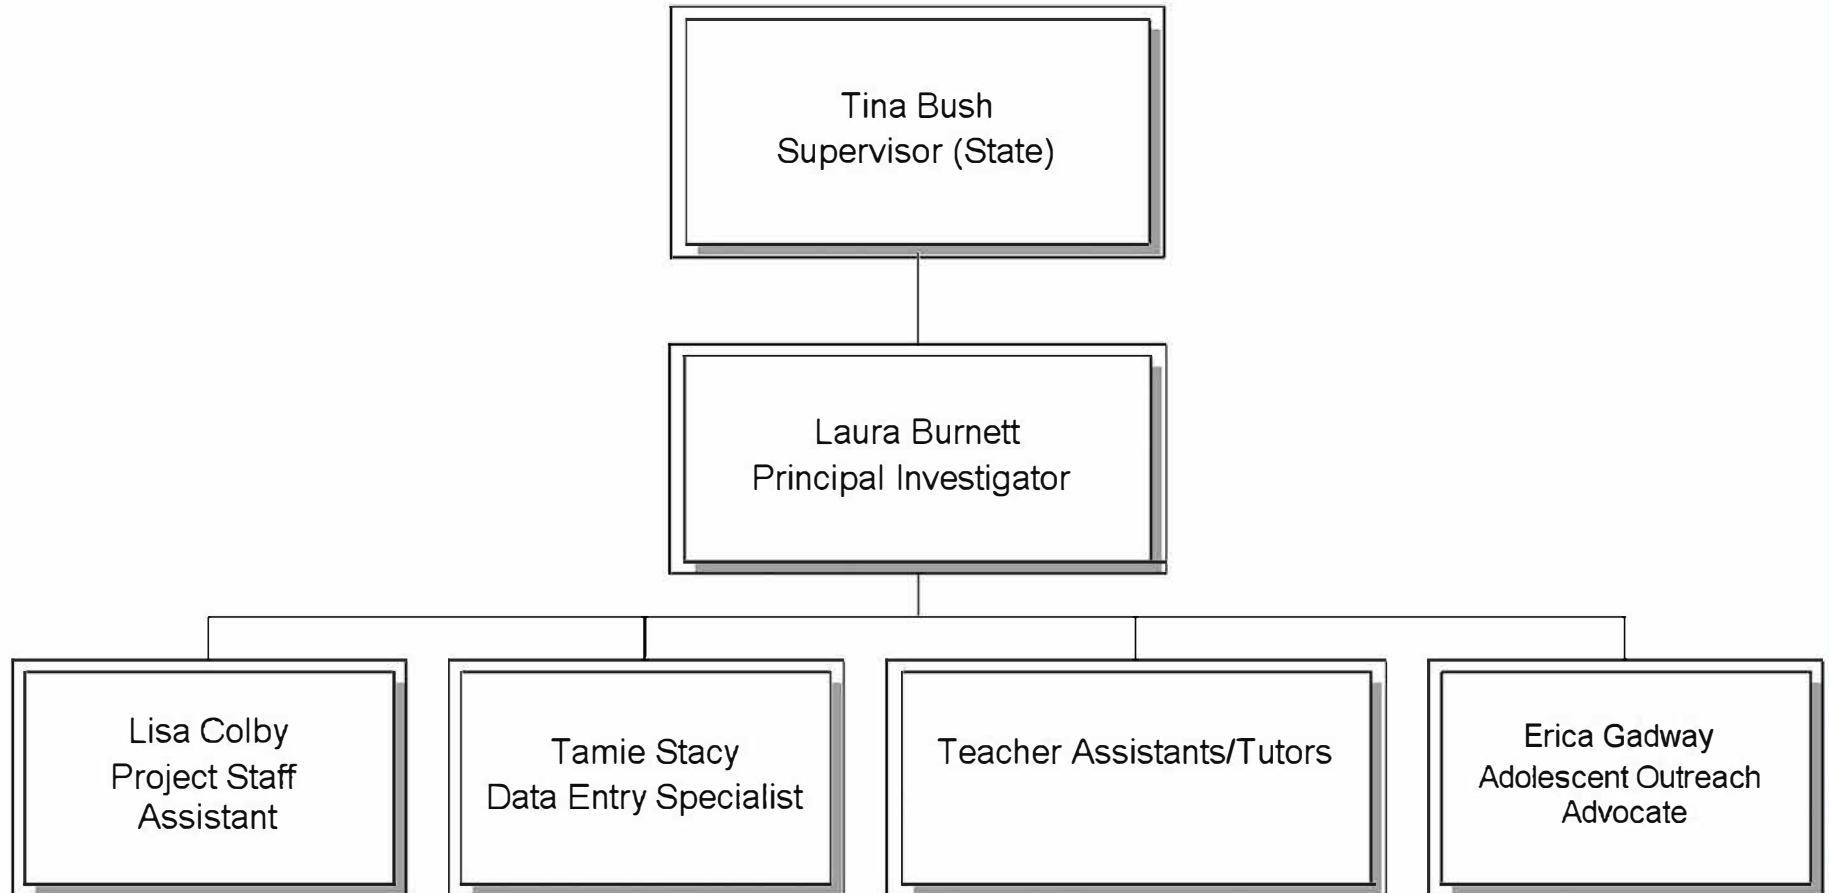 Tina Bush
Supervisor (State)
Laura Burnett
Principal Investigator
Lisa Colby
Project Staff
Assistant
Tamie Stacy
Data Entry Specialist
Teacher Assistants/Tutors
Erica Gadway
Adolescent Outreach
Advocate